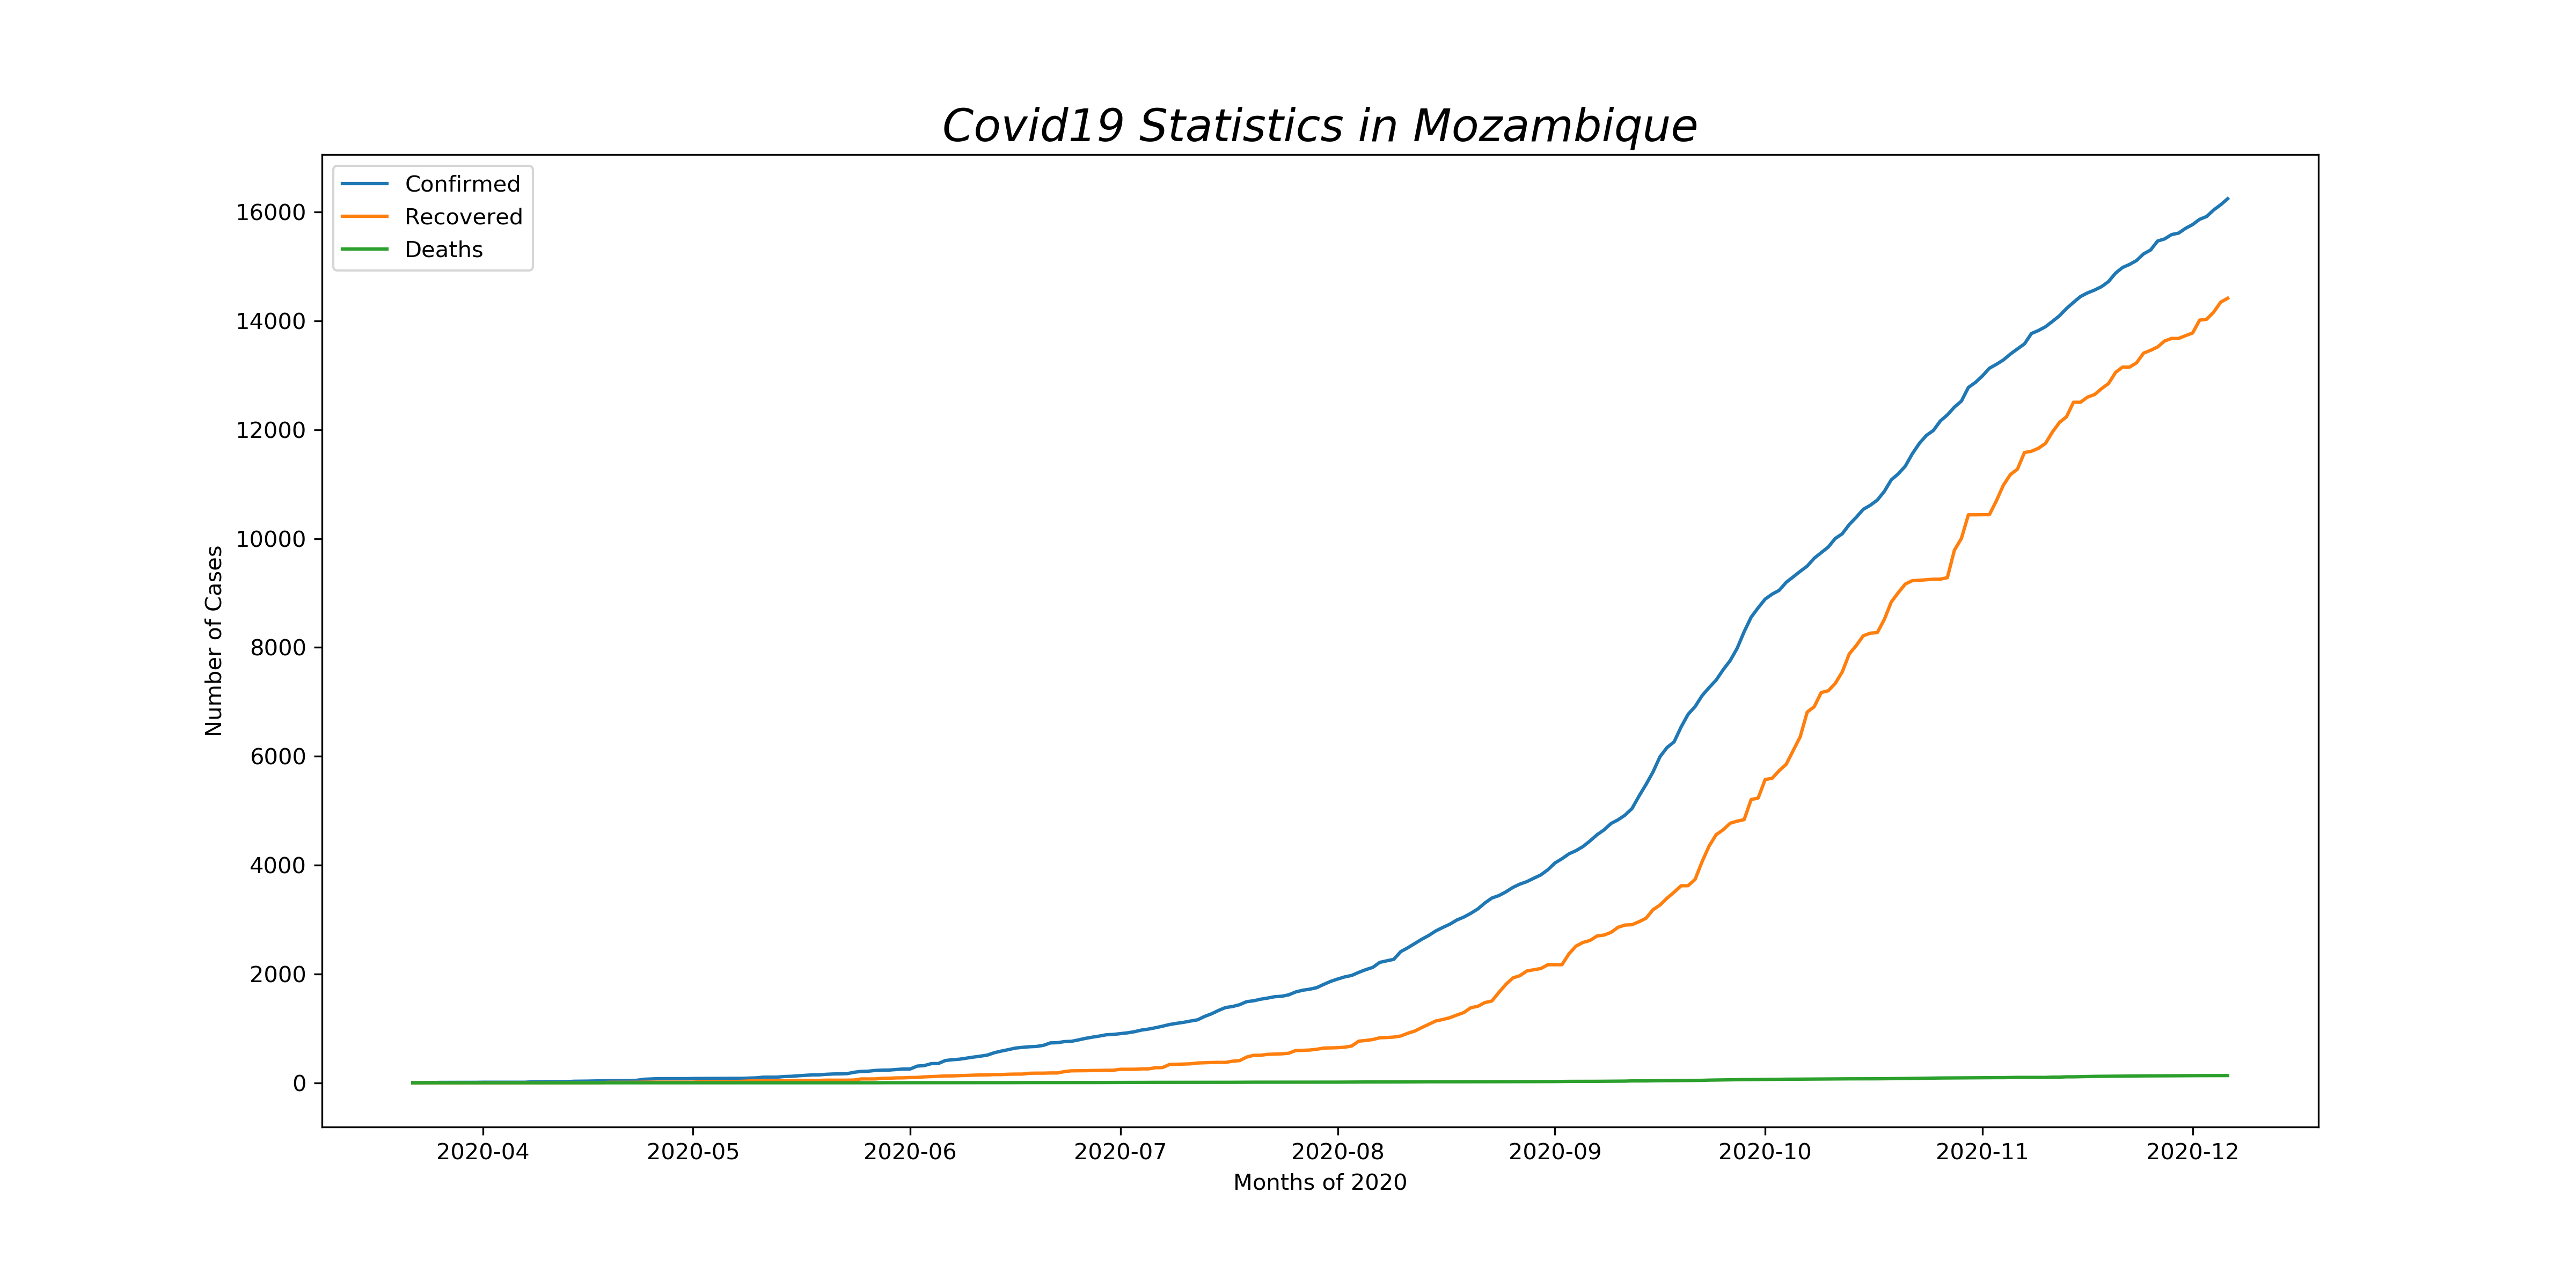 Covid19 Statistics in Mozambique
Confirmed
Recovered
Deaths
16000
14000
12000
10000
8000
6000
4000
2000
0
Number of Cases
2020-04 2020-05 2020-06 2020-07 2020-08 2020-09 2020-10 2020-11 2020-12
Months of 2020